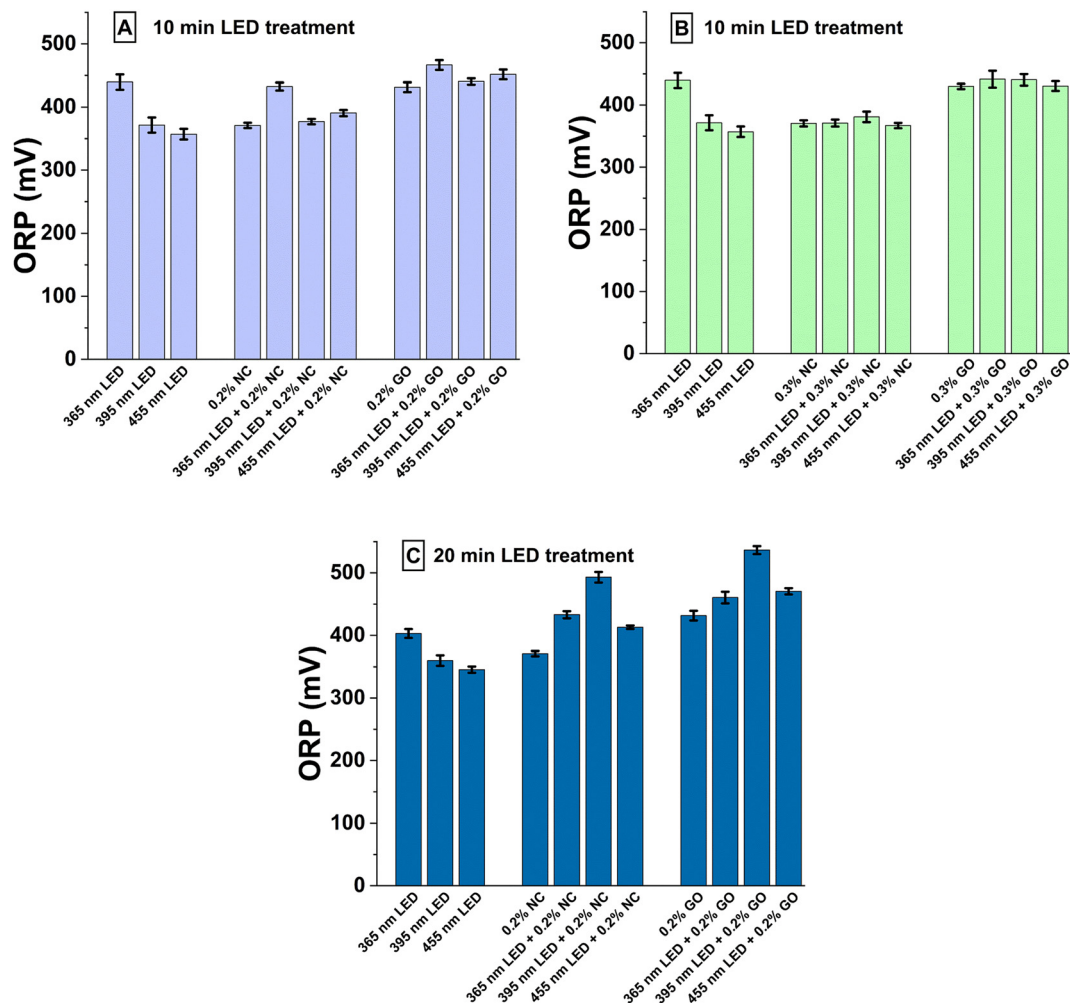 A 10 min LED treatment
ORP (mV)
500
400
300
200
100
0
365 nm LED
395 nm LED
455 nm LED
0.2% NC
365 nm LED + 0.2% NC
395 nm LED + 0.2% NC
455 nm LED + 0.2% NC
0.2% GO
365 nm LED + 0.2% GO
395 nm LED + 0.2% GO
455 nm LED + 0.2% GO
B 10 min LED treatment
ORP (mV)
500
400
300
200
100
0
365 nm LED
395 nm LED
455 nm LED
0.3% NC
365 nm LED + 0.3% NC
395 nm LED + 0.3% NC
455 nm LED + 0.3% NC
0.3% GO
365 nm LED + 0.3% GO
395 nm LED + 0.3% GO
455 nm LED + 0.3% GO
C 20 min LED treatment
ORP (mV)
500
400
300
200
100
0
365 nm LED
395 nm LED
455 nm LED
0.2% NC
365 nm LED + 0.2% NC
395 nm LED + 0.2% NC
455 nm LED + 0.2% NC
0.2% GO
365 nm LED + 0.2% GO
395 nm LED + 0.2% GO
455 nm LED + 0.2% GO